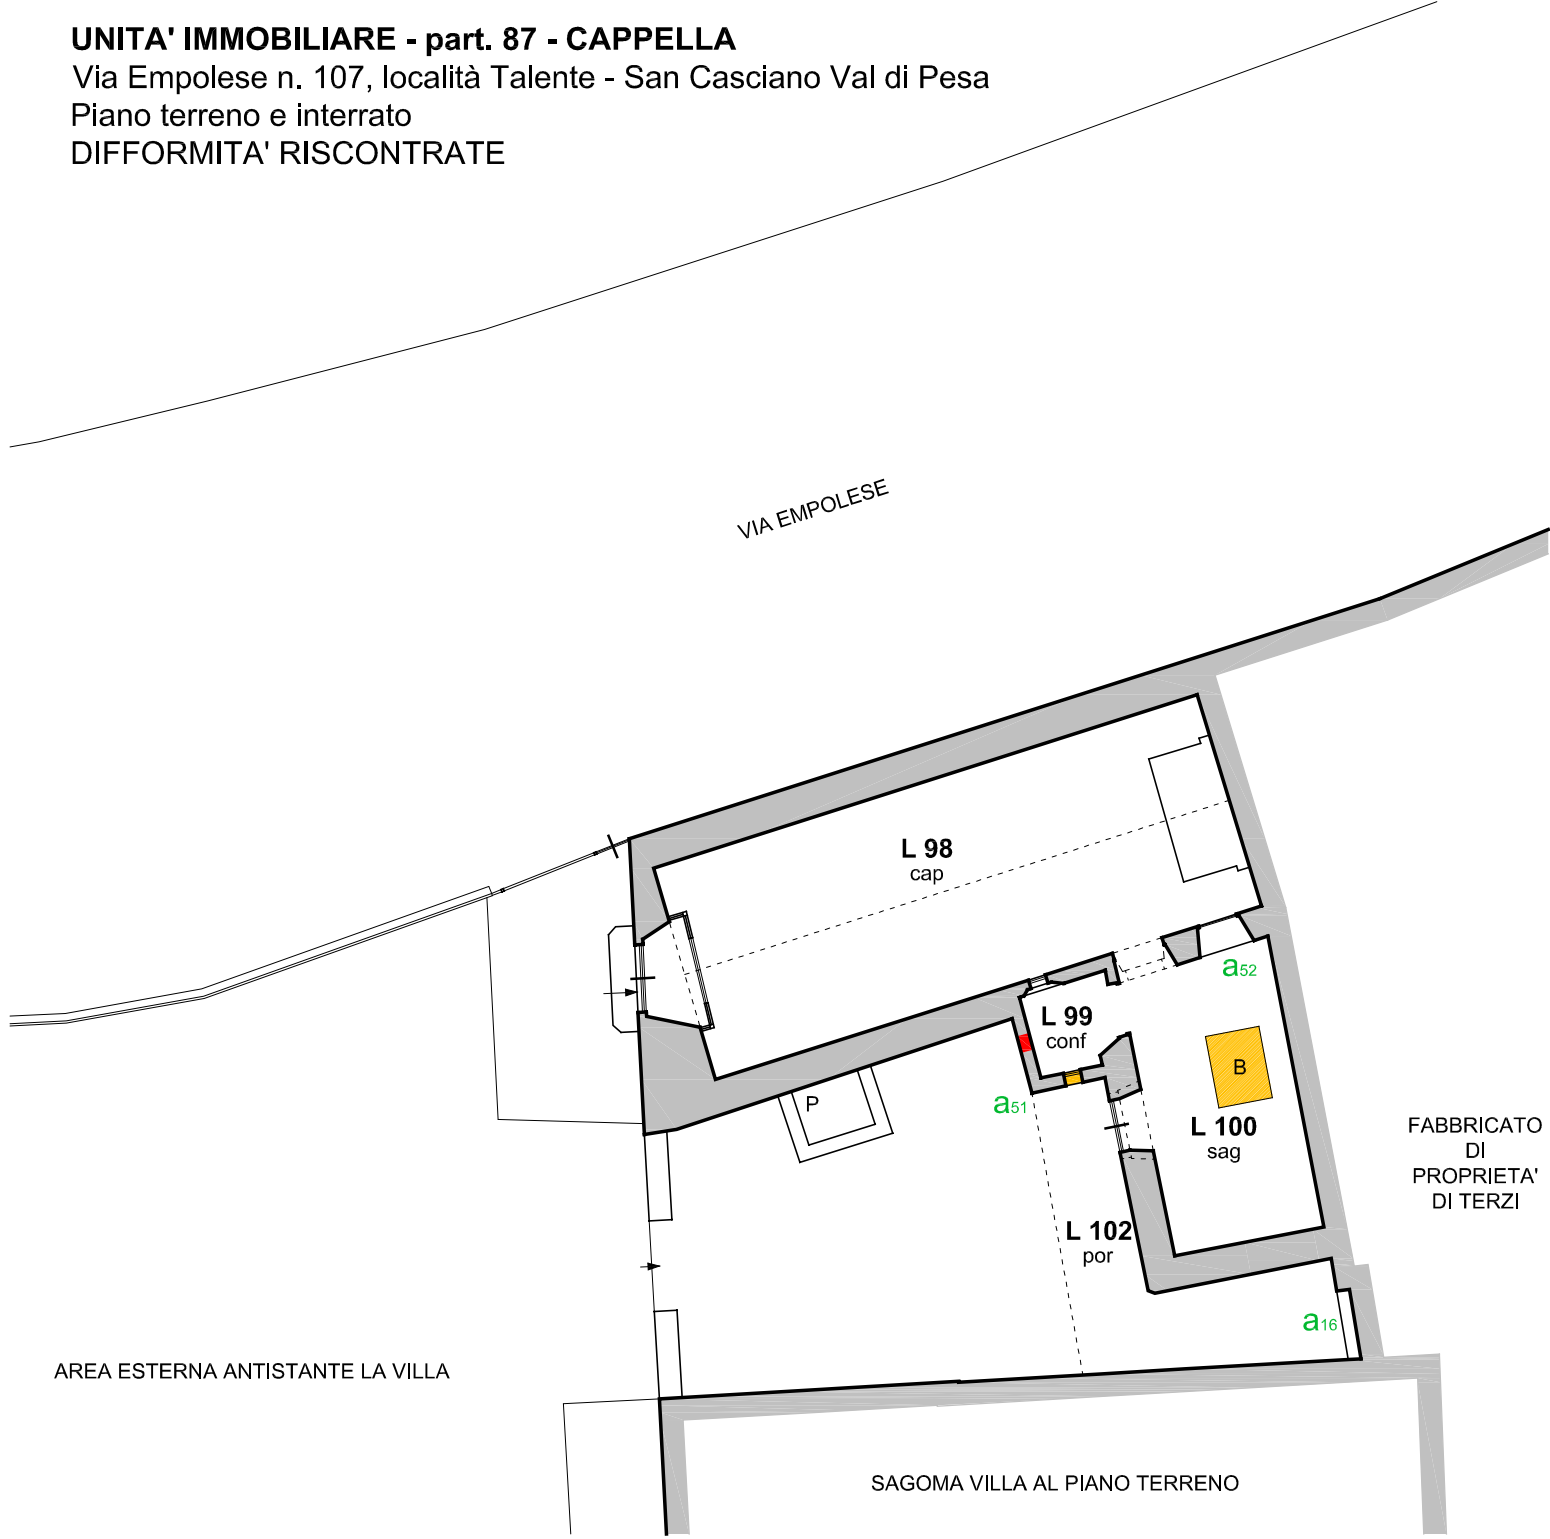 UNITA' IMMOBILIARE - part. 87 - CAPPELLA
Via Empolese n. 107, località Talente - San Casciano Val di Pesa
Piano terreno e interrato
DIFFORMITA' RISCONTRATE
VIA EMPOLESE
L 98
cap
a52
L 99
conf
B
P
a51
L 100
sag
FABBRICATO
DI
PROPRIETA'
DI TERZI
L 102
por
a16
AREA ESTERNA ANTISTANTE LA VILLA
SAGOMA VILLA AL PIANO TERRENO